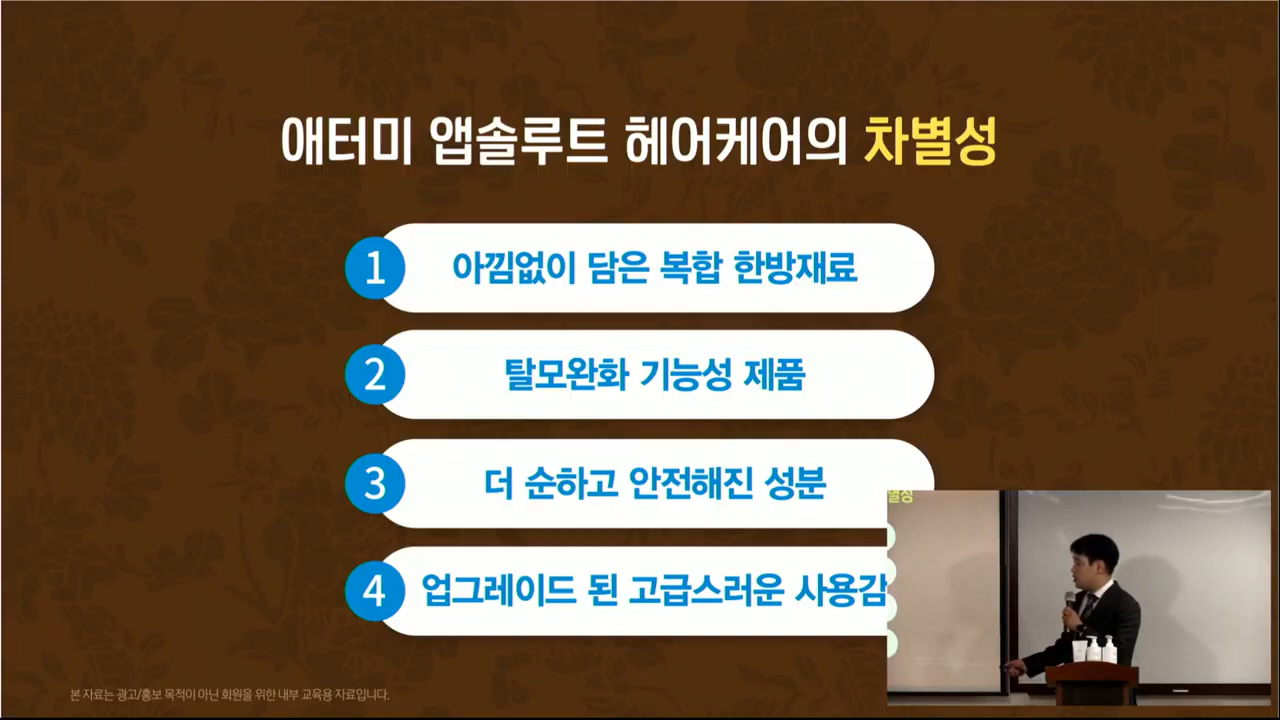 애터미 앱솔루트 헤어케어의 차별성
1 아낌없이 담은 복합 한방재료
2 탈모완화 기능성 제품
3 더 순하고 안전해진 성분
4 업그레이드 된 고급스러운 사용감
별성
본 자료는 광고/홍보 목적이 아닌 회원을 위한 내부 교육용 자료입니다.